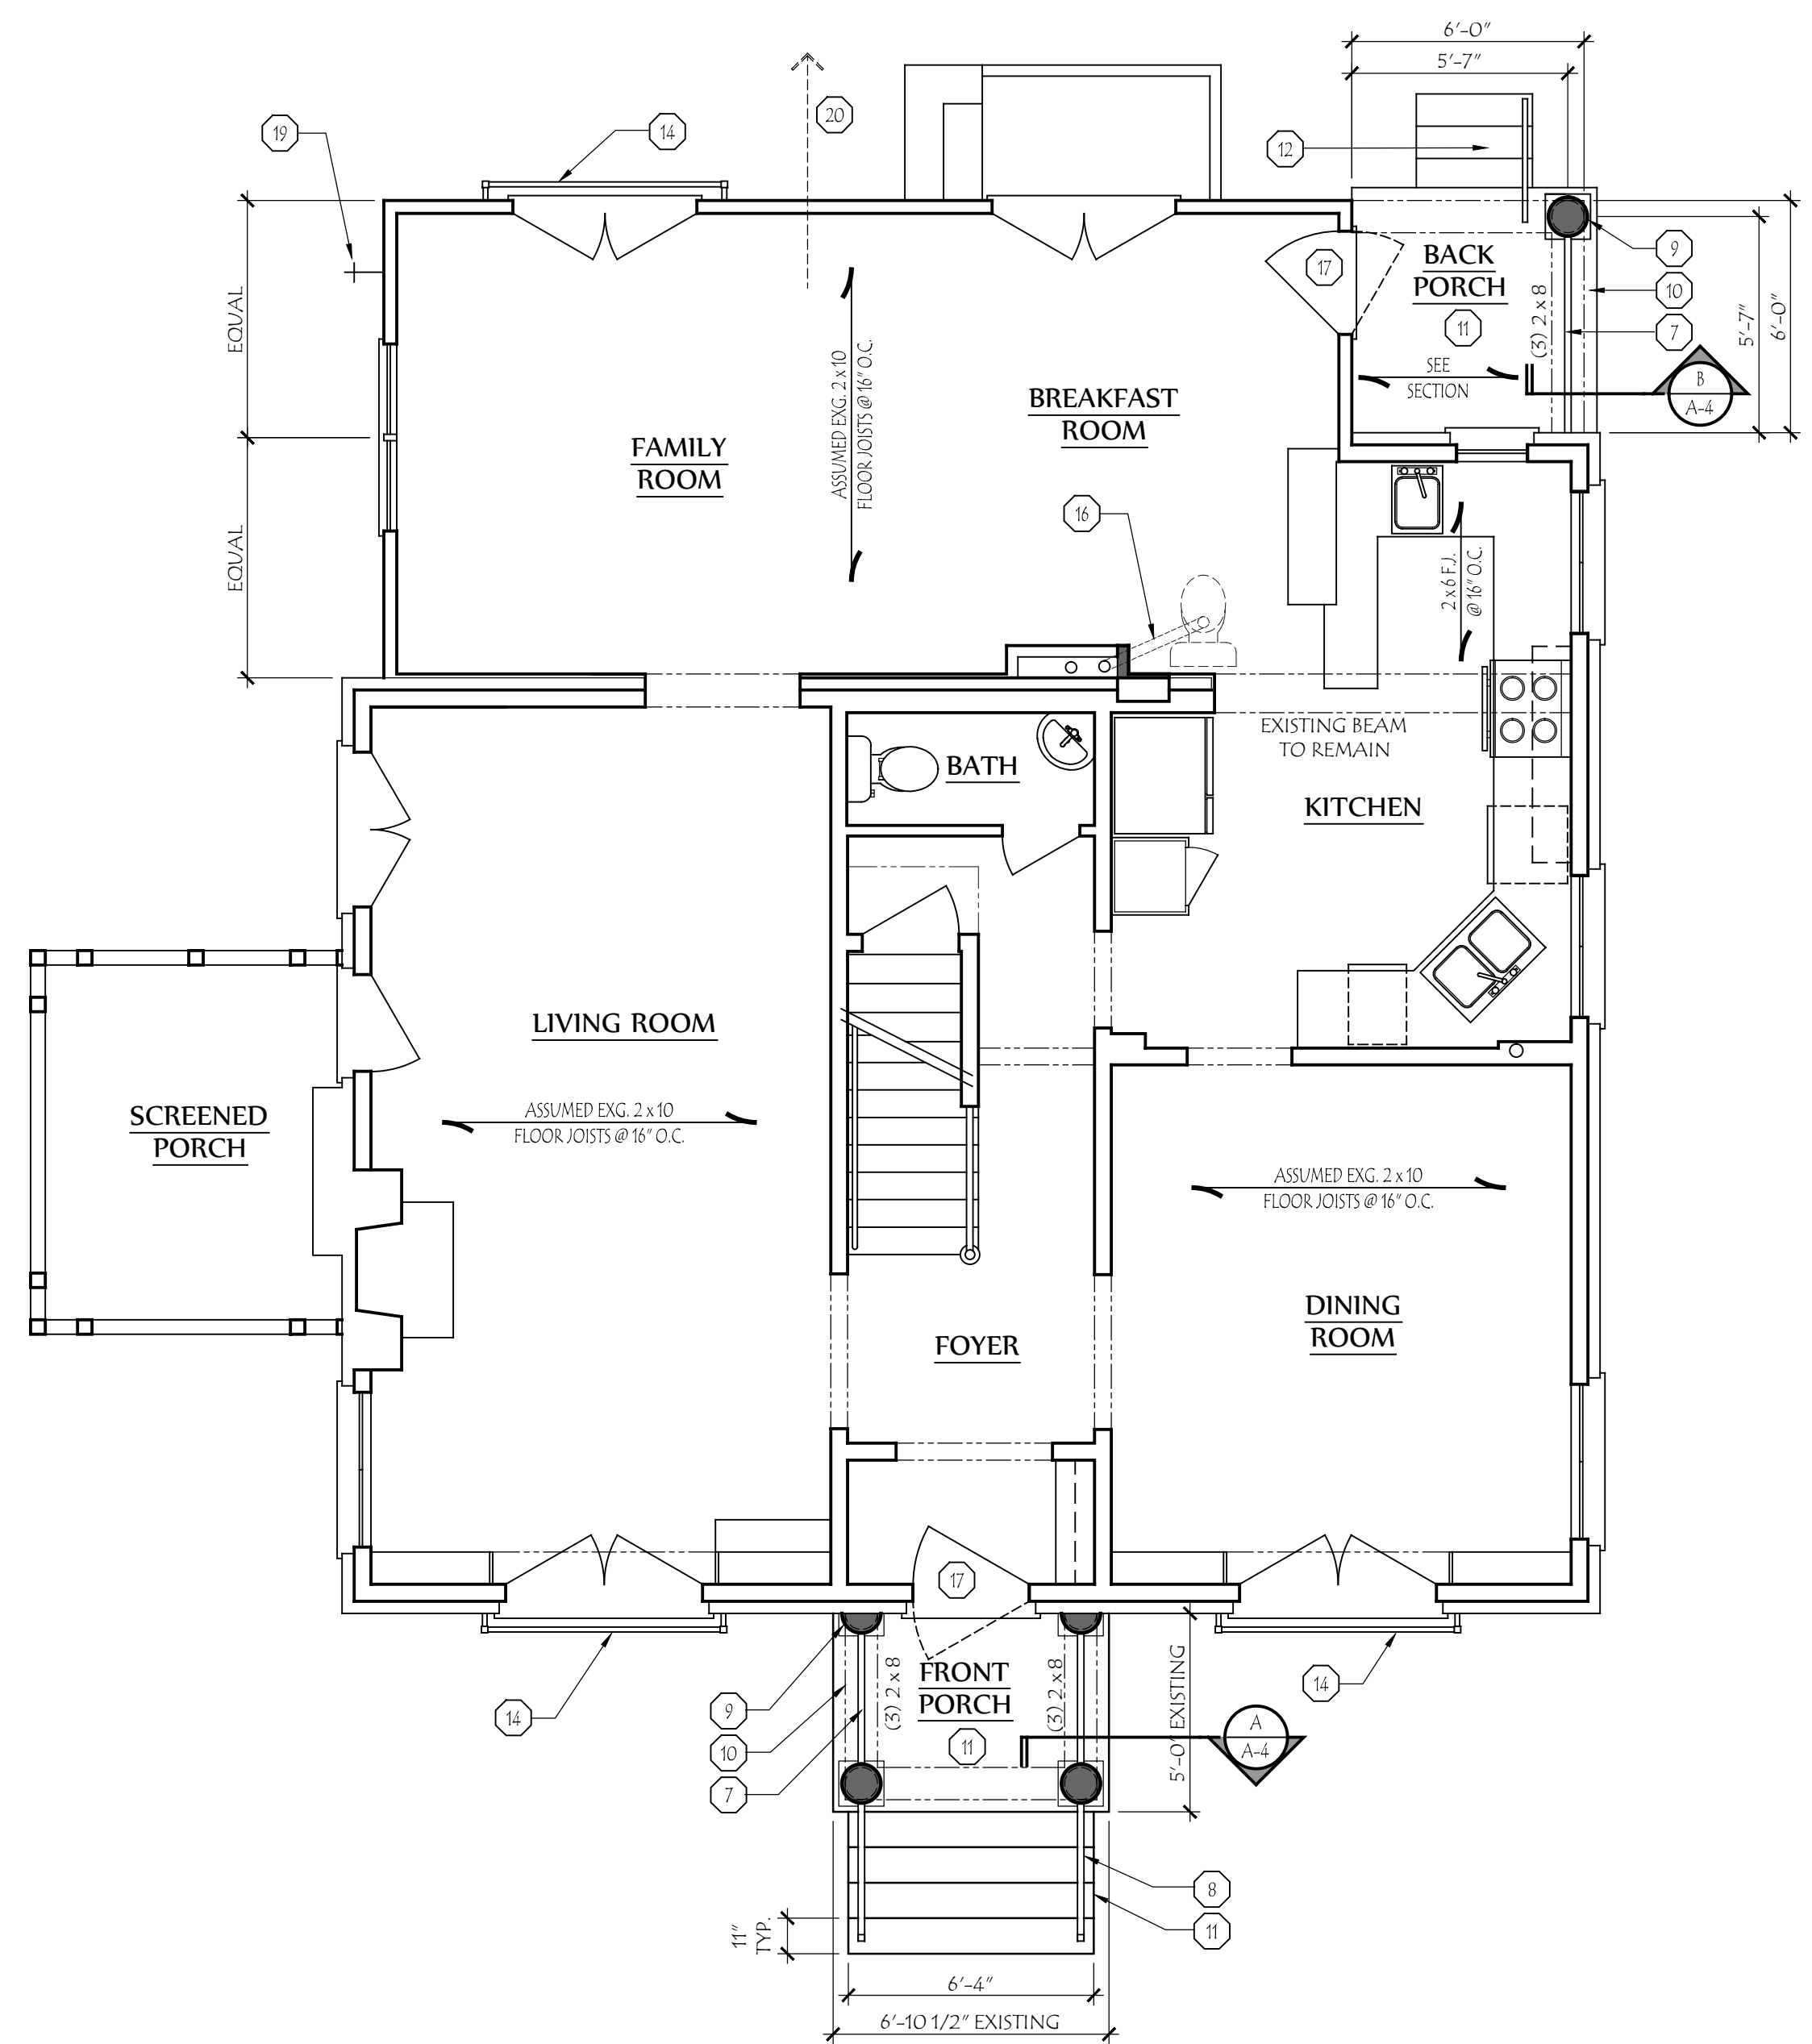 6'-0"
5'-7"
20
19
14
12
9
10
7
BACK
PORCH
11
17
(3) 2 x 8
5'-7"
6'-0"
SEE
SECTION
B
A-4
EQUAL
EQUAL
ASSUMED EXG. 2 x 10
FLOOR JOISTS @ 16" O.C.
FAMILY
ROOM
BREAKFAST
ROOM
16
2 x 6 F.J.
@ 16" O.C.
EXISTING BEAM
TO REMAIN
BATH
KITCHEN
LIVING ROOM
SCREENED
PORCH
ASSUMED EXG. 2 x 10
FLOOR JOISTS @ 16" O.C.
ASSUMED EXG. 2 x 10
FLOOR JOISTS @ 16" O.C.
DINING
ROOM
FOYER
17
14
9
10
7
(3) 2 x 8
FRONT
PORCH
11
(3) 2 x 8
5'-0" EXISTING
14
A
A-4
8
11
11"
TYP.
6'-4"
6'-10 1/2" EXISTING